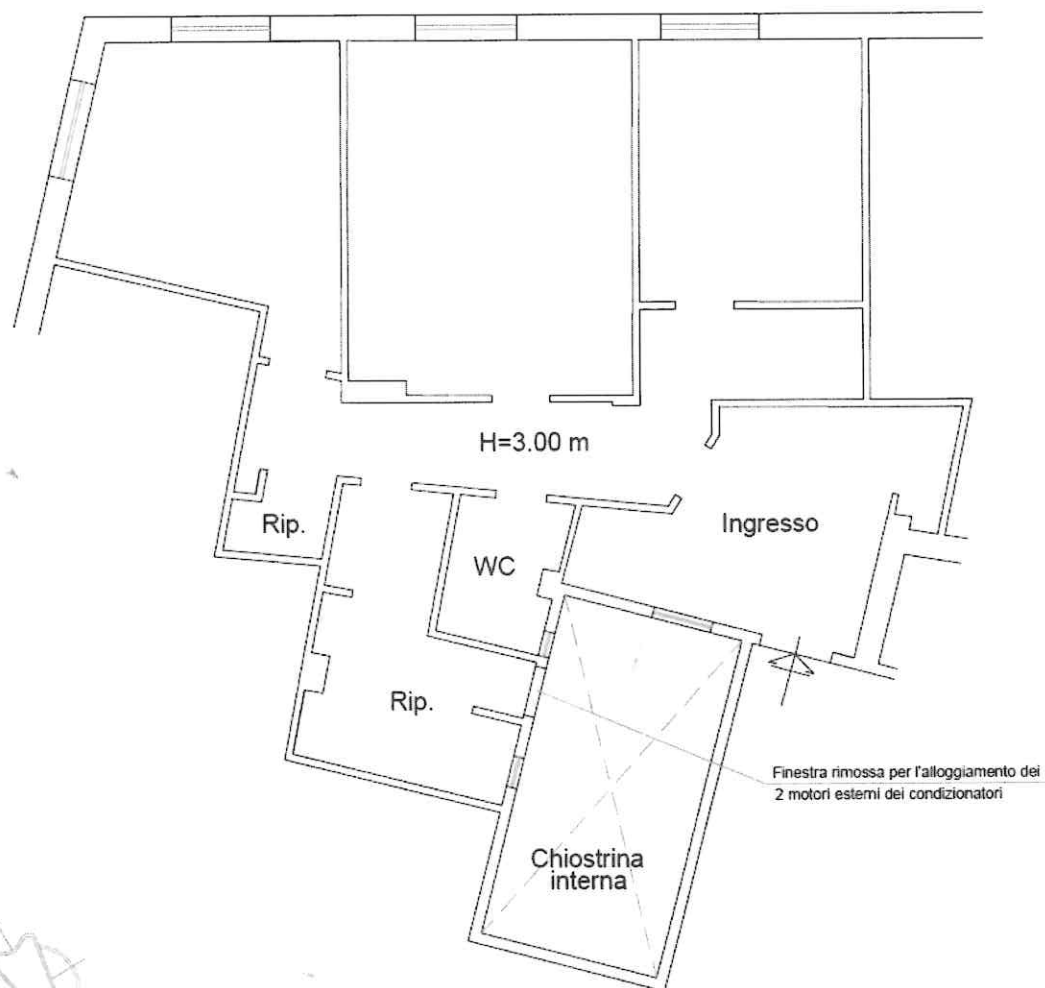 H=3.00 m
Rip.
Ingresso
WC
Rip.
Finestra rimossa per l'alloggiamento dei
2 motori esterni dei condizionatori
Chiostrina
interna